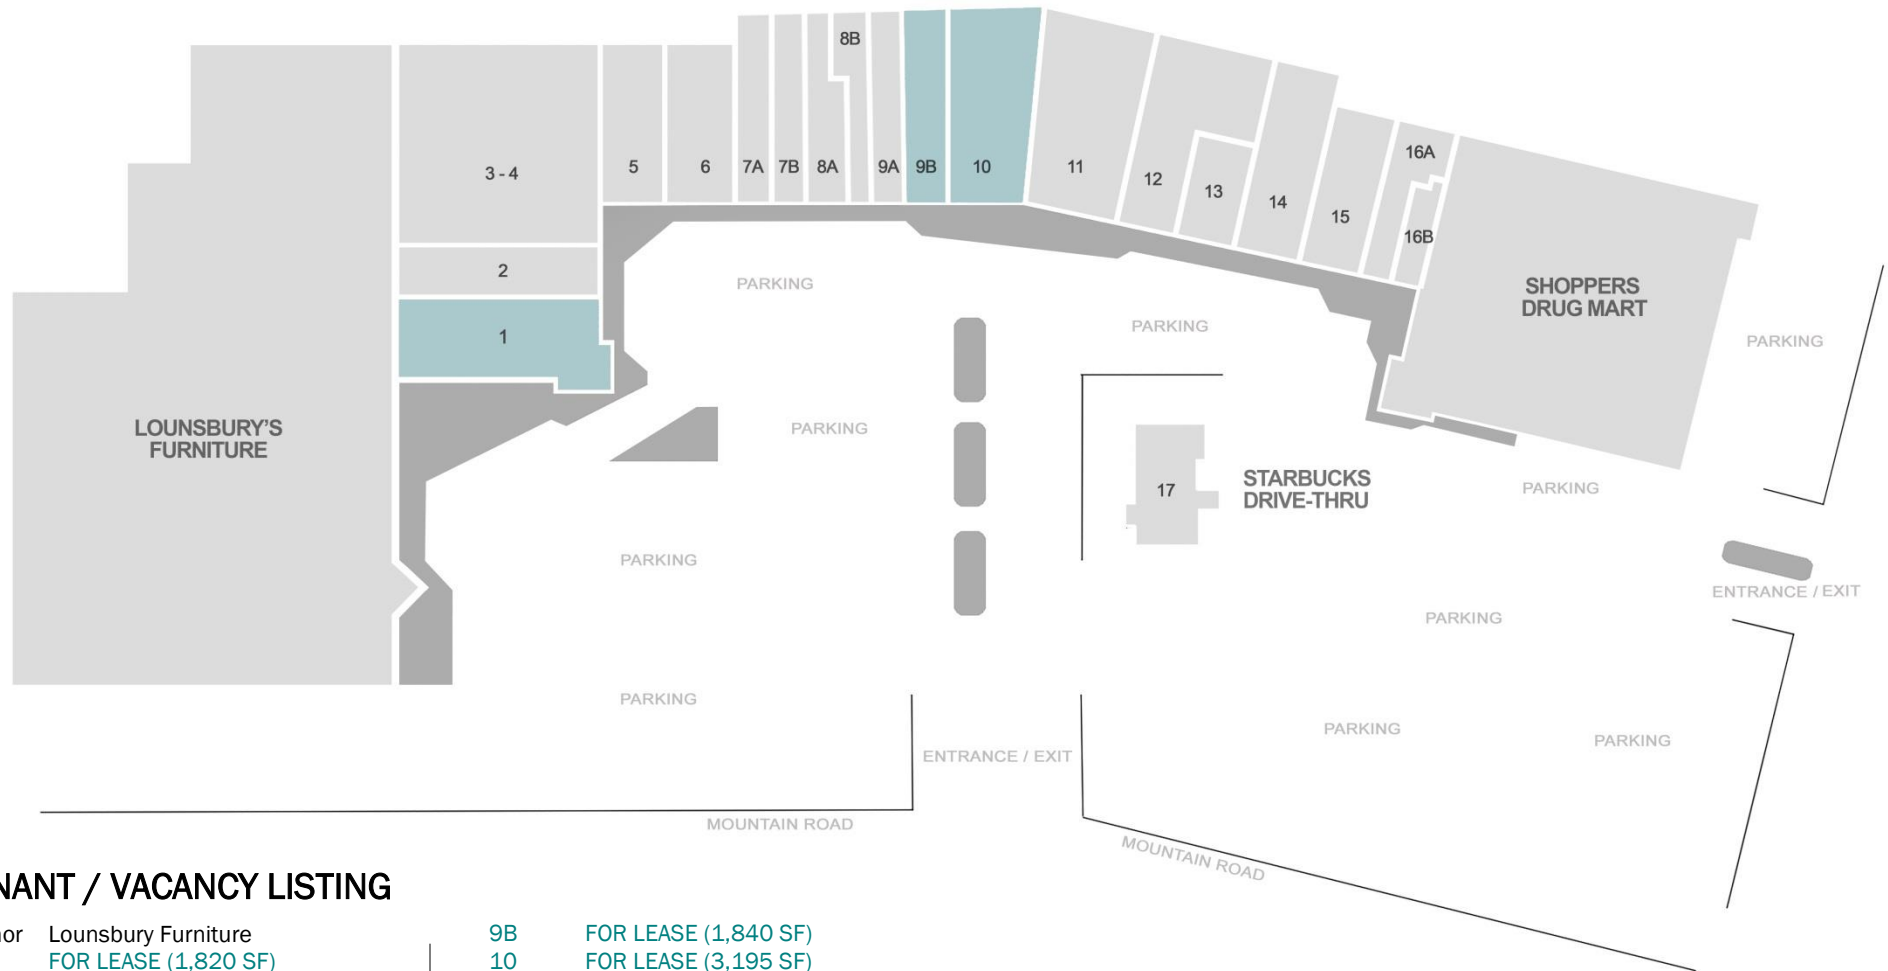 8B
3 - 4
5
6
7A
7B
8A
9A
9B
10
11
12
13
14
15
16A
16B
2
1
PARKING
PARKING
SHOPPERS
DRUG MART
PARKING
LOUNSBURY'S
FURNITURE
PARKING
17
STARBUCKS
DRIVE-THRU
PARKING
PARKING
ENTRANCE / EXIT
PARKING
PARKING
PARKING
PARKING
ENTRANCE / EXIT
MOUNTAIN ROAD
MOUNTAIN ROAD
/ VACANCY LISTING
Lounsbury Furniture
FOR LEASE (1,820 SF)
9B FOR LEASE (1,840 SF)
10 FOR LEASE (3,195 SF)